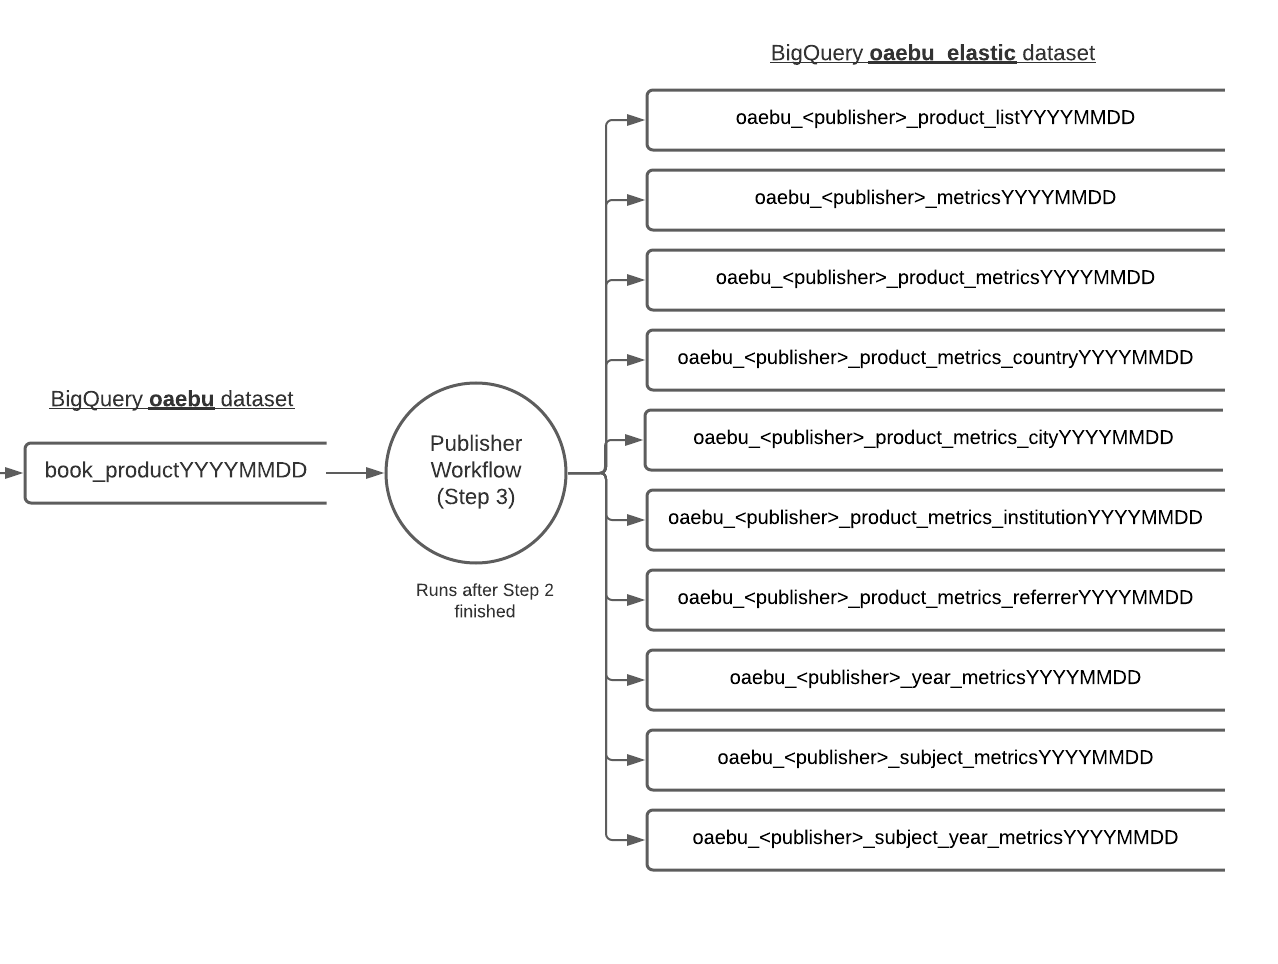 BigQuery oaebu_elastic dataset
oaebu_<publisher>_product_listYYYYMMDD
oaebu_<publisher>_metricsYYYYMMDD
oaebu_<publisher>_product_metricsYYYYMMDD
oaebu_<publisher>_product_metrics_countryYYYYMMDD
BigQuery oaebu dataset
book_productYYYYMMDD
Publisher
Workflow
(Step 3)
Runs after Step 2
finished
oaebu_<publisher>_product_metrics_cityYYYYMMDD
oaebu_<publisher>_product_metrics_institutionYYYYMMDD
oaebu_<publisher>_product_metrics_referrerYYYYMMDD
oaebu_<publisher>_year_metricsYYYYMMDD
oaebu_<publisher>_subject_metricsYYYYMMDD
oaebu_<publisher>_subject_year_metricsYYYYMMDD